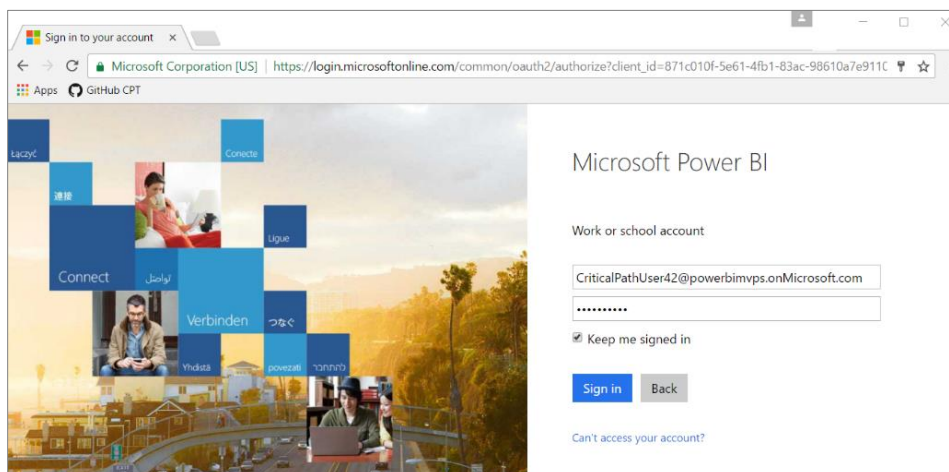 Sign in to your account
Microsoft Corporation [US] | https://login.microsoftonline.com/common/oauth2/authorize?client_id=871c010f-5e61-4fb1-83ac-98610a7e911C
Apps GitHub CPT
Łączyć
Conecte
連接
Ligue
Connect
تواصل
Verbinden
つなぐ
Yhdistä
povezati
להתחבר
Microsoft Power BI
Work or school account
CriticalPathUser42@powerbimvps.onMicrosoft.com
••••••••••
Keep me signed in
Sign in Back
Can't access your account?